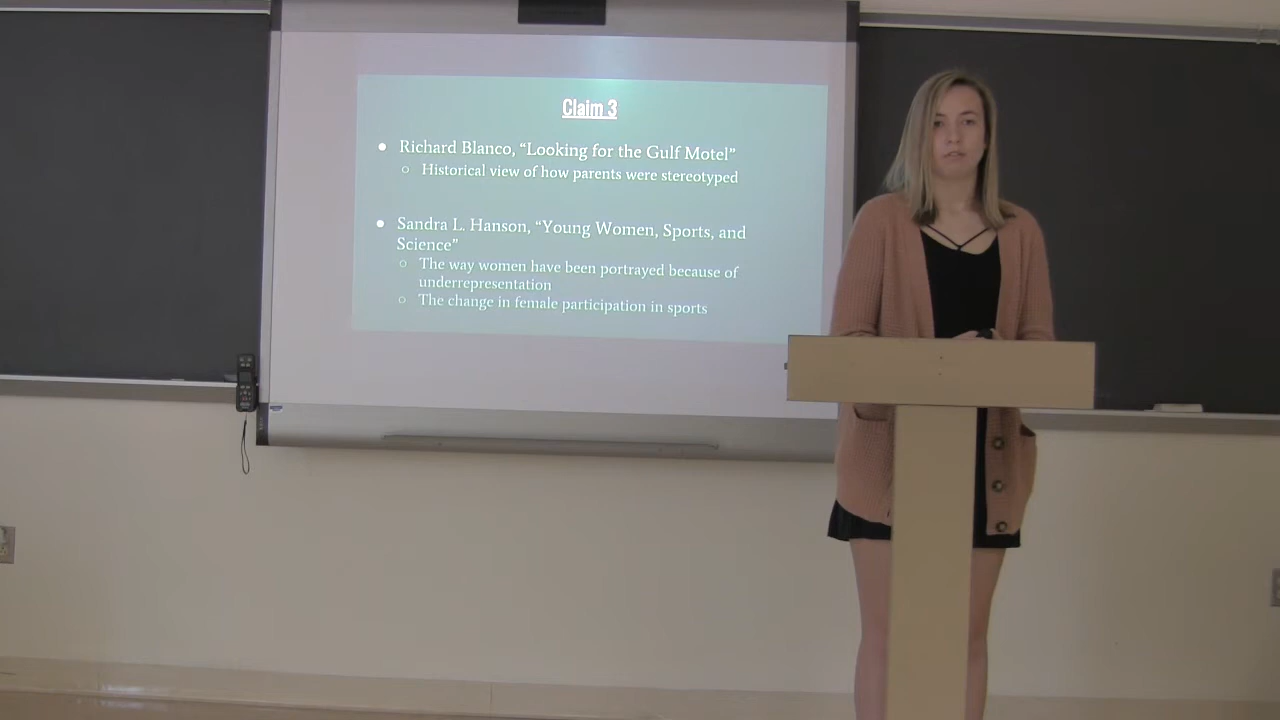 Claim 3
● Richard Blanco, “Looking for the Gulf Motel”
○ Historical view of how parents were stereotyped
● Sandra L. Hanson, “Young Women, Sports, and
Science”
○ The way women have been portrayed because of
underrepresentation
○ The change in female participation in sports